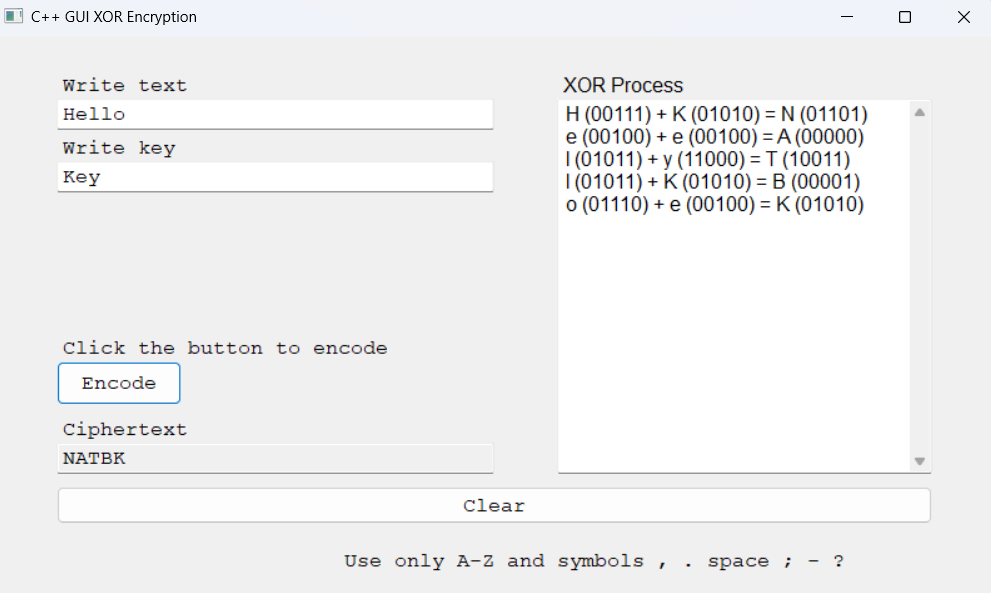 C++ GUI XOR Encryption
Write text
Hello
Write key
Key
Click the button to encode
Encode
Ciphertext
NATBK
XOR Process
H (00111) + K (01010) = N (01101)
e (00100) + e (00100) = A (00000)
l (01011) + y (11000) = T (10011)
l (01011) + K (01010) = B (00001)
o (01110) + e (00100) = K (01010)
Clear
Use only A-Z and symbols , . space ; - ?